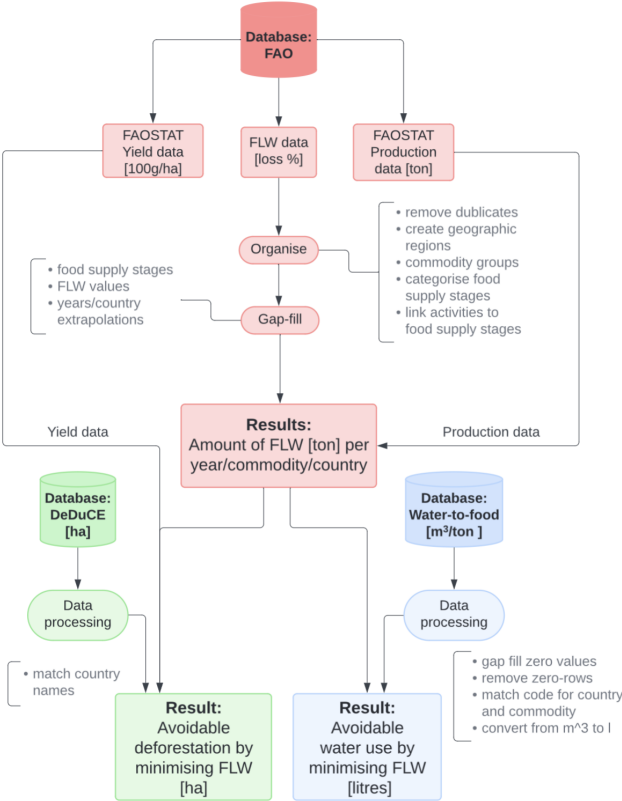 Database:
FAO
FAOSTAT
Yield data
[100g/ha]
FLW data
[loss %]
FAOSTAT
Production
data [ton]
Organise
• remove dublicates
• create geographic
regions
• commodity groups
• categorise food
supply stages
• link activities to
food supply stages
• food supply stages
• FLW values
• years/country
extrapolations
Gap-fill
Yield data
Results:
Amount of FLW [ton] per
year/commodity/country
Production data
Database:
DeDuCE
[ha]
Database:
Water-to-food
[m³/ton ]
Data
processing
Data
processing
• match country
names
• gap fill zero values
• remove zero-rows
• match code for country
and commodity
• convert from m^3 to l
Result:
Avoidable
deforestation by
minimising FLW
[ha]
Result:
Avoidable
water use by
minimising FLW
[litres]